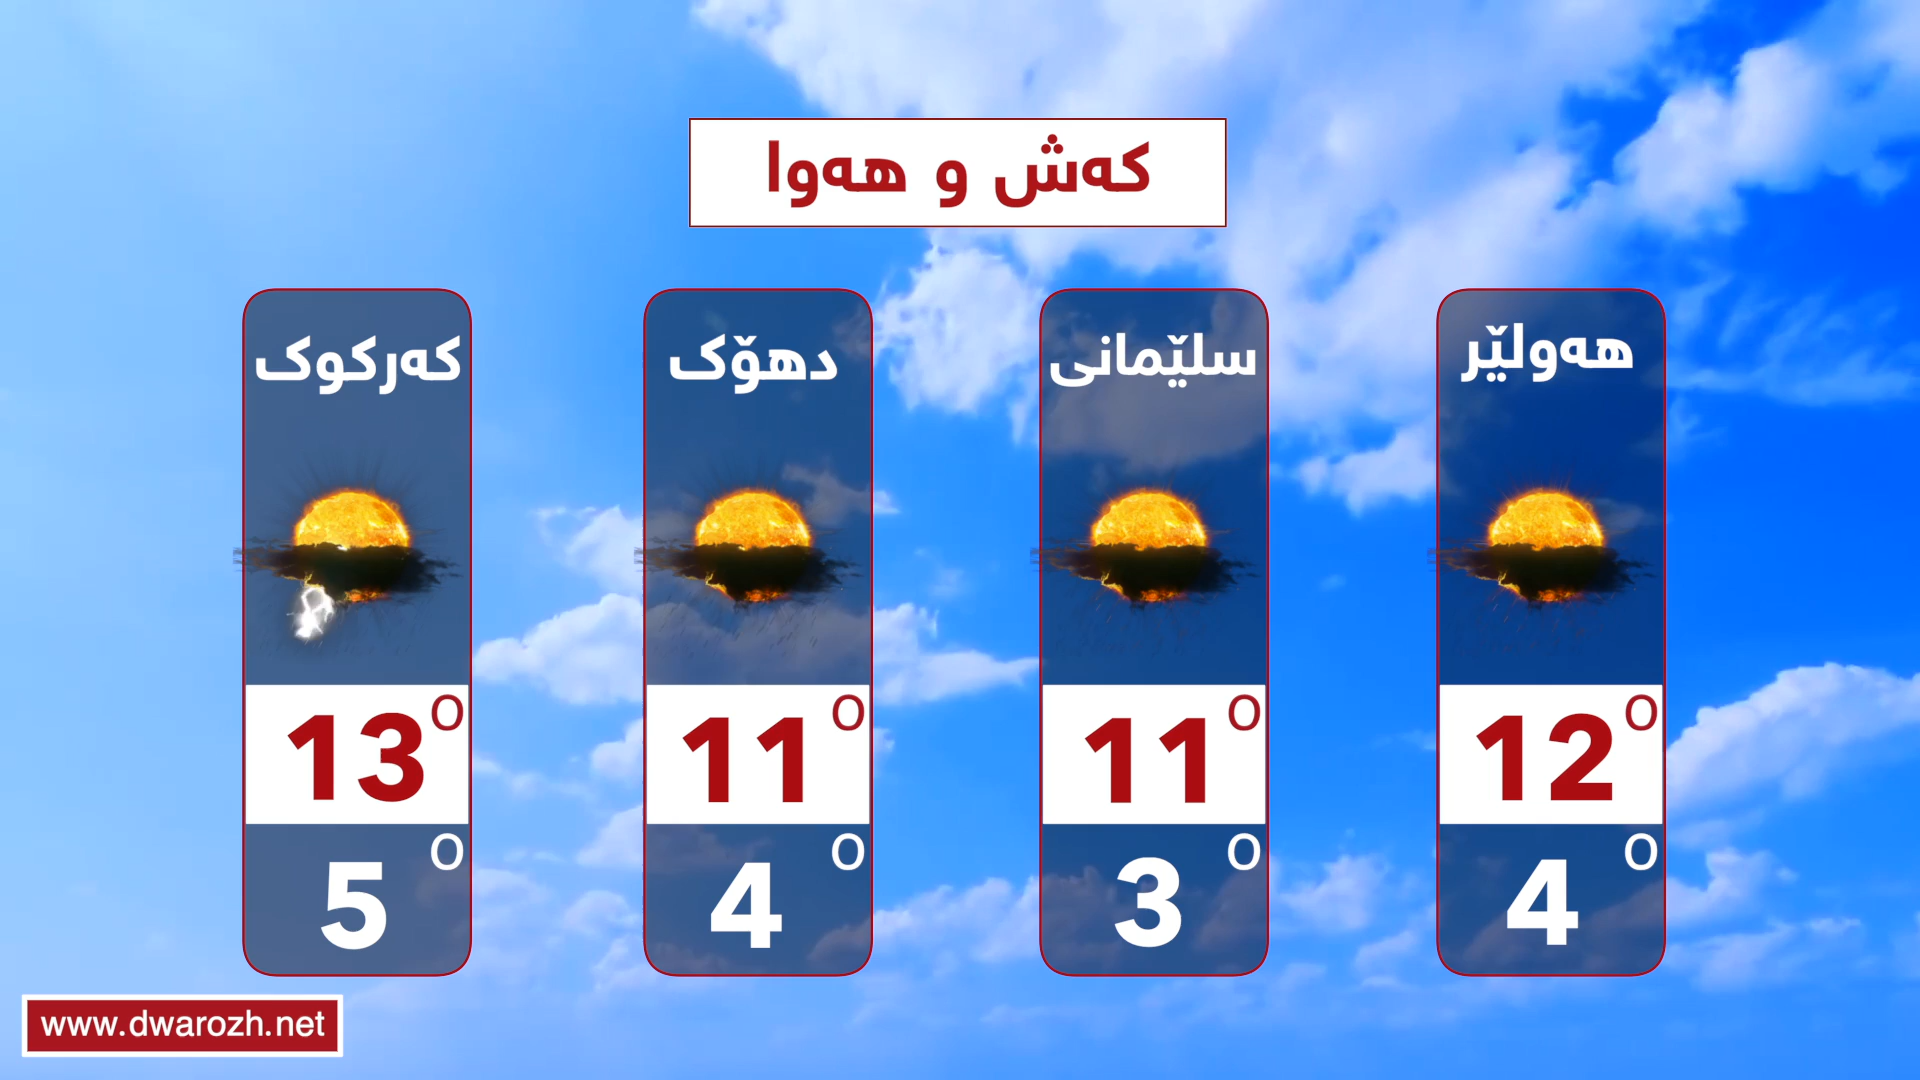 کەش و هەوا
هەولێر
12°
4°
سلێمانی
11°
3°
دهۆک
11°
4°
کەرکوک
13°
5°
www.dwarozh.net